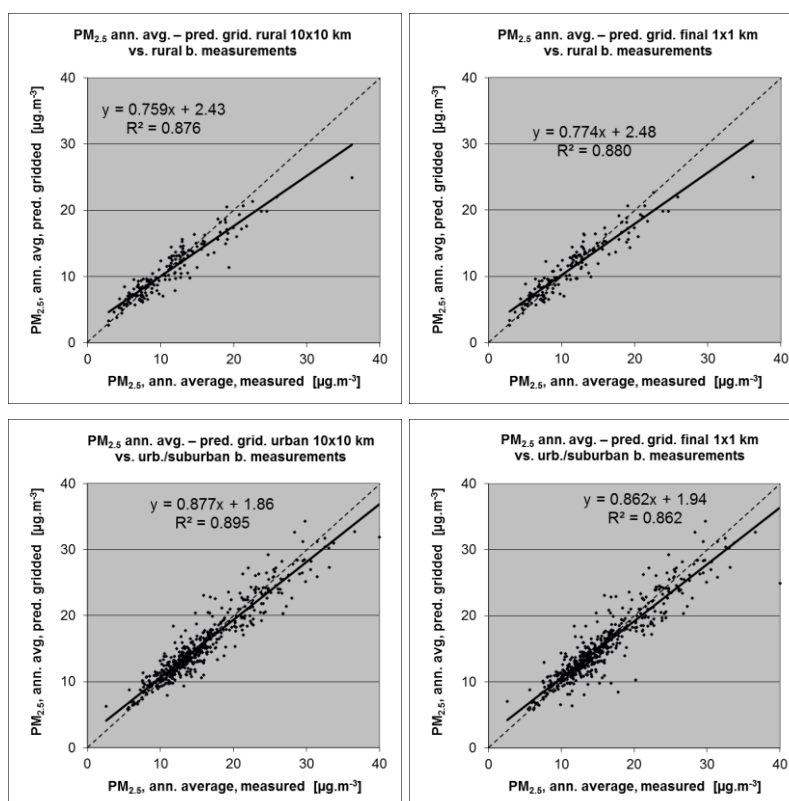 PM2.5 ann. avg. – pred. grid. rural 10x10 km
vs. rural b. measurements
PM2.5, ann. avg, pred. gridded [µg.m-3]
40
30
20
10
0
y = 0.759x + 2.43
R² = 0.876
0 10 20 30 40
PM2.5, ann. average, measured [µg.m-3]
PM2.5 ann. avg. – pred. grid. final 1x1 km
vs. rural b. measurements
PM2.5, ann. avg, pred. gridded [µg.m-3]
40
30
20
10
0
y = 0.774x + 2.48
R² = 0.880
0 10 20 30 40
PM2.5, ann. average, measured [µg.m-3]
PM2.5 ann. avg. – pred. grid. urban 10x10 km
vs. urb./suburban b. measurements
PM2.5, ann. avg, pred. gridded [µg.m-3]
40
30
20
10
0
y = 0.877x + 1.86
R² = 0.895
0 10 20 30 40
PM2.5, ann. average, measured [µg.m-3]
PM2.5 ann. avg. – pred. grid. final 1x1 km
vs. urb./suburban b. measurements
PM2.5, ann. avg, pred. gridded [µg.m-3]
40
30
20
10
0
y = 0.862x + 1.94
R² = 0.862
0 10 20 30 40
PM2.5, ann. average, measured [µg.m-3]